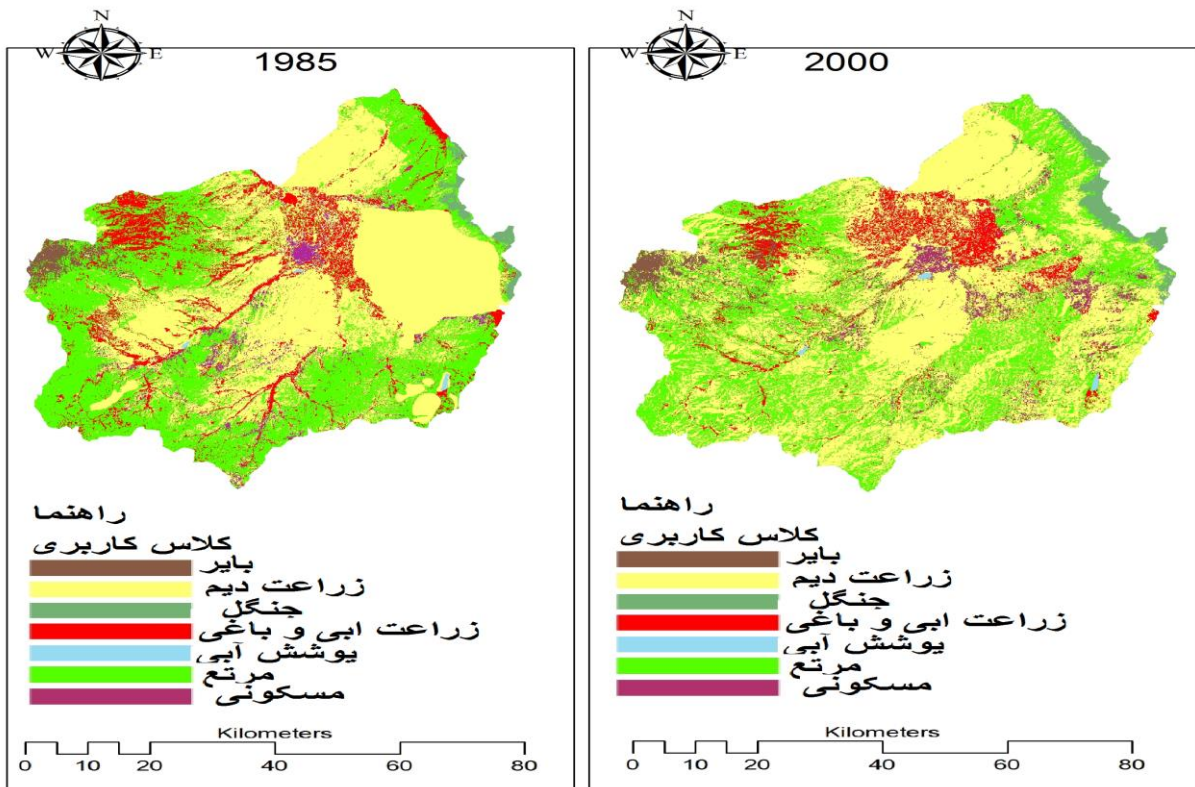 N
W E
S
1985
راهنما
کلاس کاربری
بایر
زراعت دیم
جنگل
زراعت ابی و باغی
پوشش آبی
مرتع
مسکونی
Kilometers
0 10 20 40 60 80
N
W E
S
2000
راهنما
کلاس کاربری
بایر
زراعت دیم
جنگل
زراعت ابی و باغی
پوشش آبی
مرتع
مسکونی
Kilometers
0 10 20 40 60 80